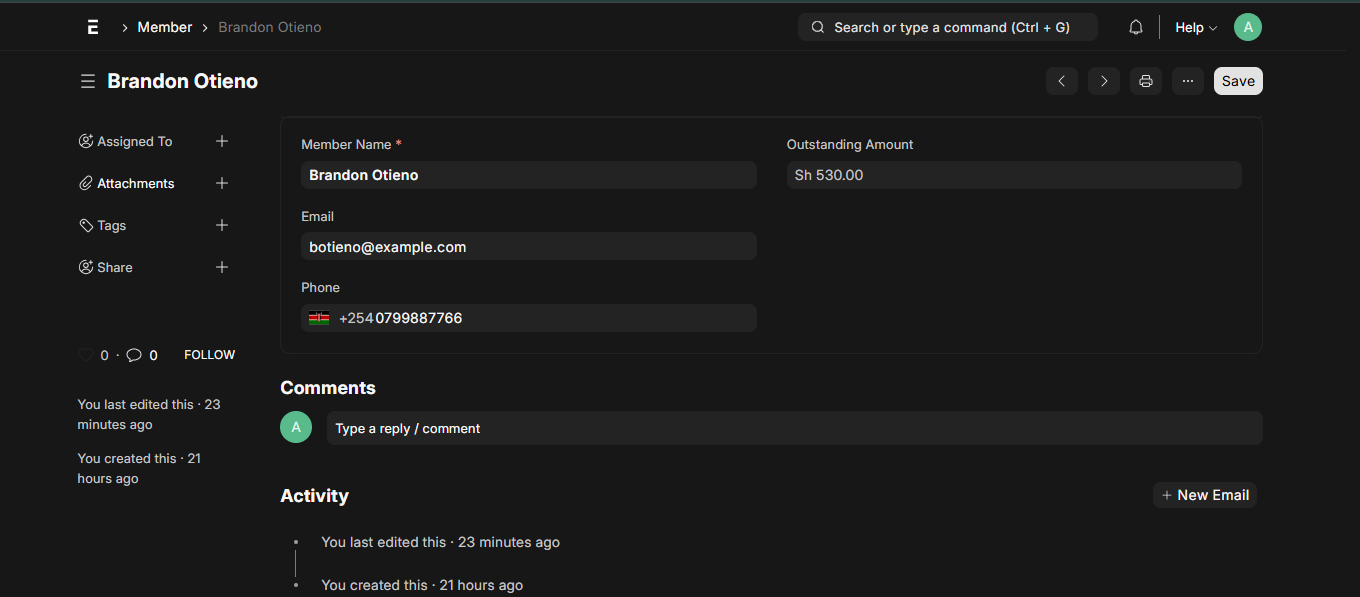 E
Member
Brandon Otieno
Search or type a command (Ctrl + G)
Help
A
Brandon Otieno
Save
Assigned To
Attachments
Tags
Share
0 · 0 FOLLOW
You last edited this · 23
minutes ago
You created this · 21
hours ago
Member Name *
Brandon Otieno
Outstanding Amount
Sh 530.00
Email
botieno@example.com
Phone
+2540799887766
Comments
A
Type a reply / comment
Activity
+ New Email
You last edited this · 23 minutes ago
You created this · 21 hours ago